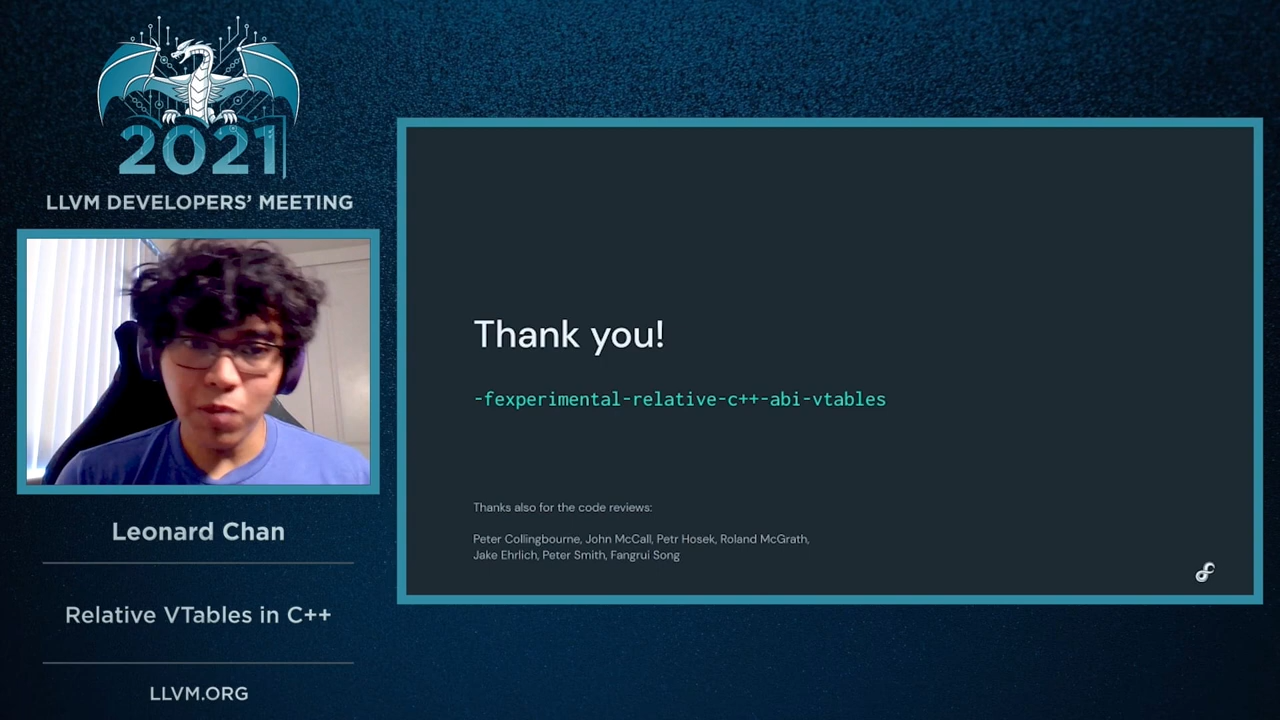 2021
LLVM DEVELOPERS’ MEETING
Leonard Chan
Relative VTables in C++
LLVM.ORG
Thank you!
-fexperimental-relative-c++-abi-vtables
Thanks also for the code reviews:
Peter Collingbourne, John McCall, Petr Hosek, Roland McGrath,
Jake Ehrlich, Peter Smith, Fangrui Song